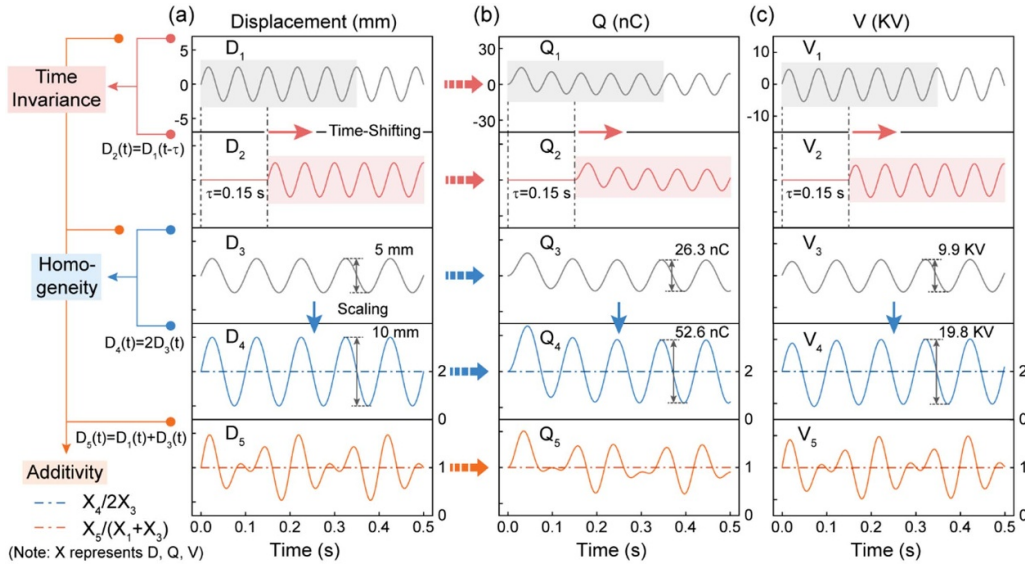 (a) Displacement (mm)
(b) Q (nC)
(c) V (KV)
Time
Invariance
D2(t)=D1(t-τ)
Homo-
geneity
D4(t)=2D3(t)
D5(t)=D1(t)+D3(t)
Additivity
X4/2X3
X5/(X1+X3)
(Note: X represents D, Q, V)
5
0
-5
D1
Time-Shifting
D2
τ=0.15 s
D3
5 mm
Scaling
D4
10 mm
2
0
D5
1
0
0.0 0.1 0.2 0.3 0.4 0.5
Time (s)
30
0
-30
Q1
Q2
τ=0.15 s
Q3
26.3 nC
Q4
52.6 nC
2
0
Q5
1
0
0.0 0.1 0.2 0.3 0.4 0.5
Time (s)
15
10
5
0
-10
V1
V2
τ=0.15 s
V3
9.9 KV
V4
19.8 KV
2
0
V5
1
0
0.0 0.1 0.2 0.3 0.4 0.5
Time (s)